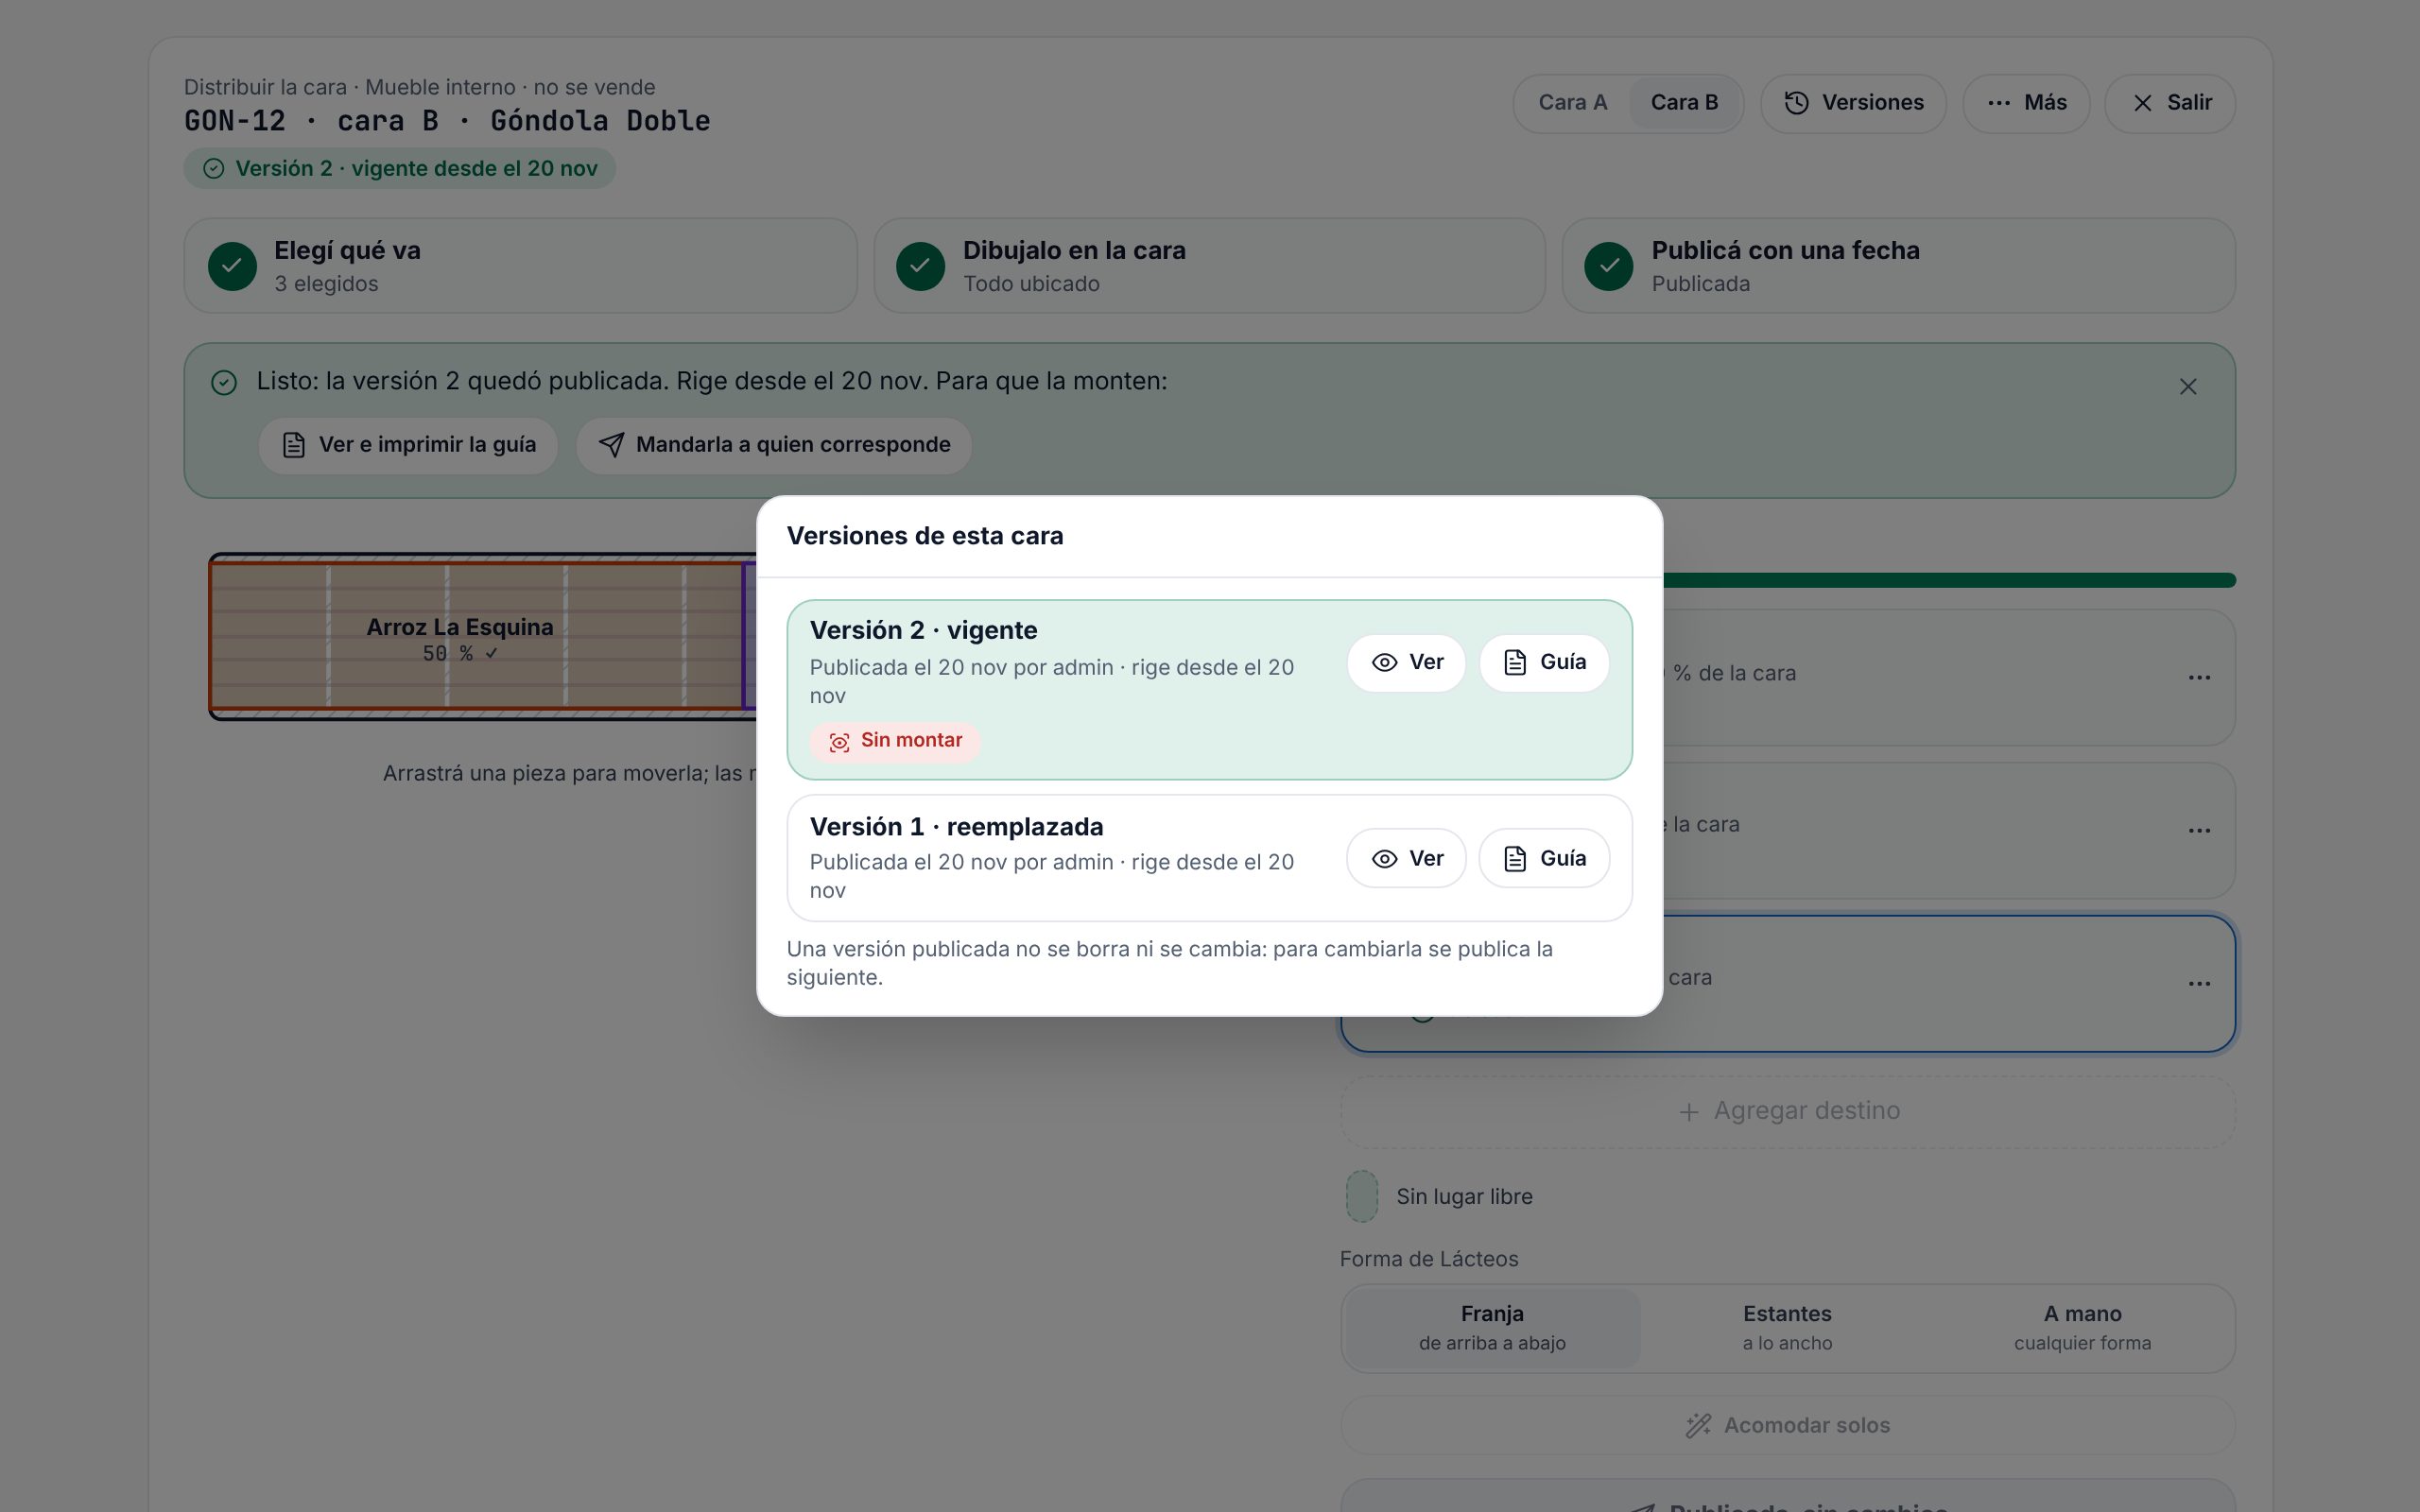 Distribuir la cara · Mueble interno · no se vende
GON-12 · cara B · Góndola Doble
Versión 2 · vigente desde el 20 nov
Cara A
Cara B
Versiones
Más
Salir
Elegí qué va
3 elegidos
Dibujalo en la cara
Todo ubicado
Publicá con una fecha
Publicada
Listo: la versión 2 quedó publicada. Rige desde el 20 nov. Para que la monten:
Ver e imprimir la guía
Mandarla a quien corresponde
Arroz La Esquina
50 % ✓
Arrastrá una pieza para moverla; las
Versiones de esta cara
Versión 2 · vigente
Publicada el 20 nov por admin · rige desde el 20
nov
Sin montar
Ver
Guía
Versión 1 · reemplazada
Publicada el 20 nov por admin · rige desde el 20
nov
Ver
Guía
Una versión publicada no se borra ni se cambia: para cambiarla se publica la
siguiente.
% de la cara
la cara
cara
Agregar destino
Sin lugar libre
Forma de Lácteos
Franja
de arriba a abajo
Estantes
a lo ancho
A mano
cualquier forma
Acomodar solos